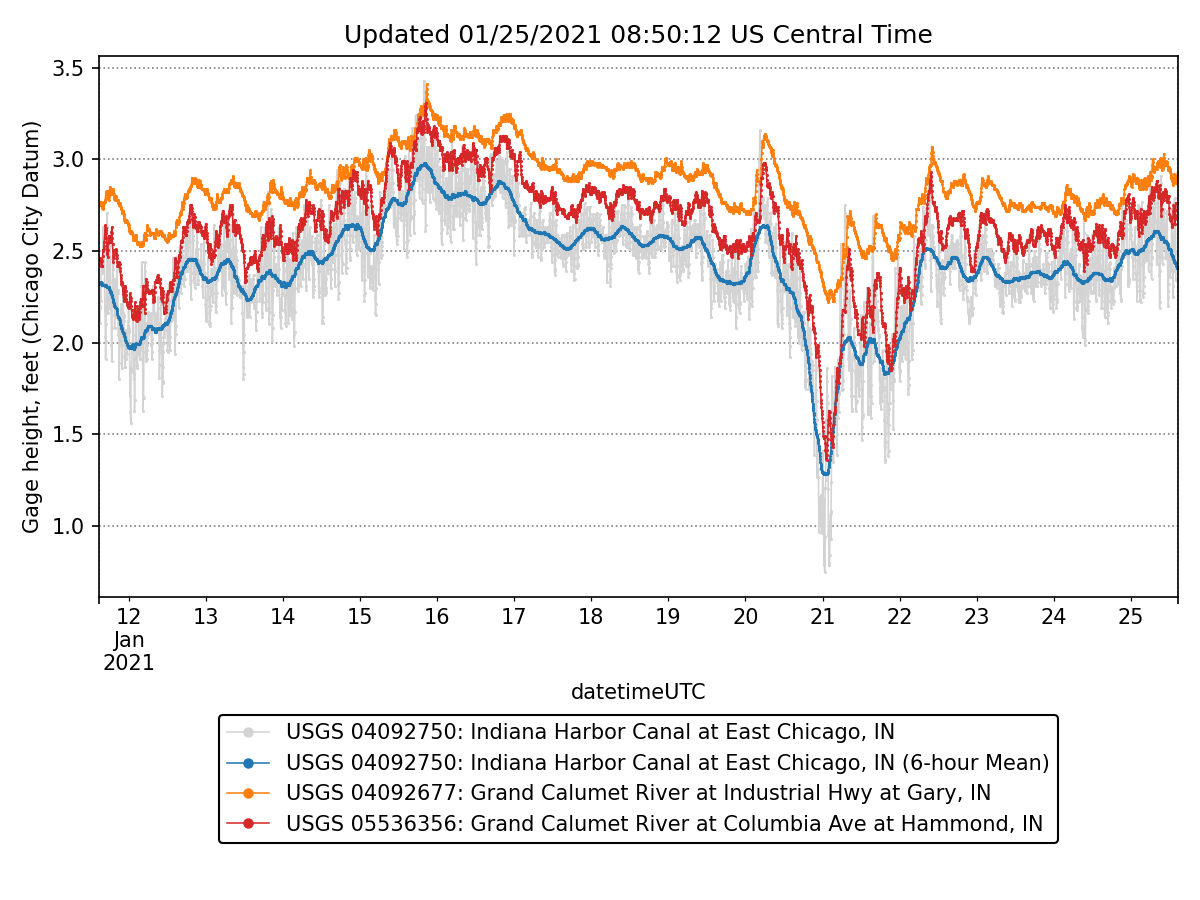 Updated 01/25/2021 08:50:12 US Central Time
Gage height, feet (Chicago City Datum)
3.5
3.0
2.5
2.0
1.5
1.0
12 13 14 15 16 17 18 19 20 21 22 23 24 25
Jan
2021
datetimeUTC
USGS 04092750: Indiana Harbor Canal at East Chicago, IN
USGS 04092750: Indiana Harbor Canal at East Chicago, IN (6-hour Mean)
USGS 04092677: Grand Calumet River at Industrial Hwy at Gary, IN
USGS 05536356: Grand Calumet River at Columbia Ave at Hammond, IN